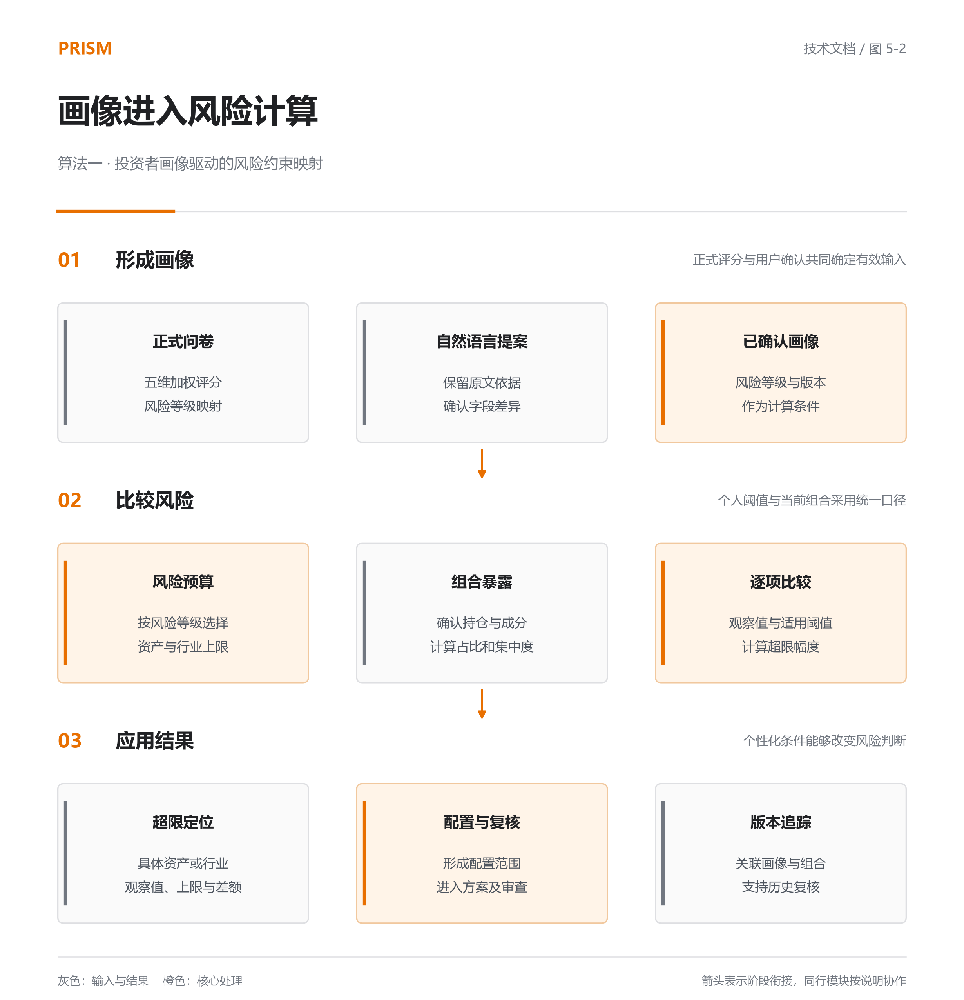 PRISM
技术文档 / 图 5-2
画像进入风险计算
算法一 · 投资者画像驱动的风险约束映射
01 形成画像
正式评分与用户确认共同确定有效输入
正式问卷
五维加权评分
风险等级映射
自然语言提案
保留原文依据
确认字段差异
已确认画像
风险等级与版本
作为计算条件
02 比较风险
个人阈值与当前组合采用统一口径
风险预算
按风险等级选择
资产与行业上限
组合暴露
确认持仓与成分
计算占比和集中度
逐项比较
观察值与适用阈值
计算超限幅度
03 应用结果
个性化条件能够改变风险判断
超限定位
具体资产或行业
观察值、上限与差额
配置与复核
形成配置范围
进入方案及审查
版本追踪
关联画像与组合
支持历史复核
灰色：输入与结果 橙色：核心处理
箭头表示阶段衔接，同行模块按说明协作